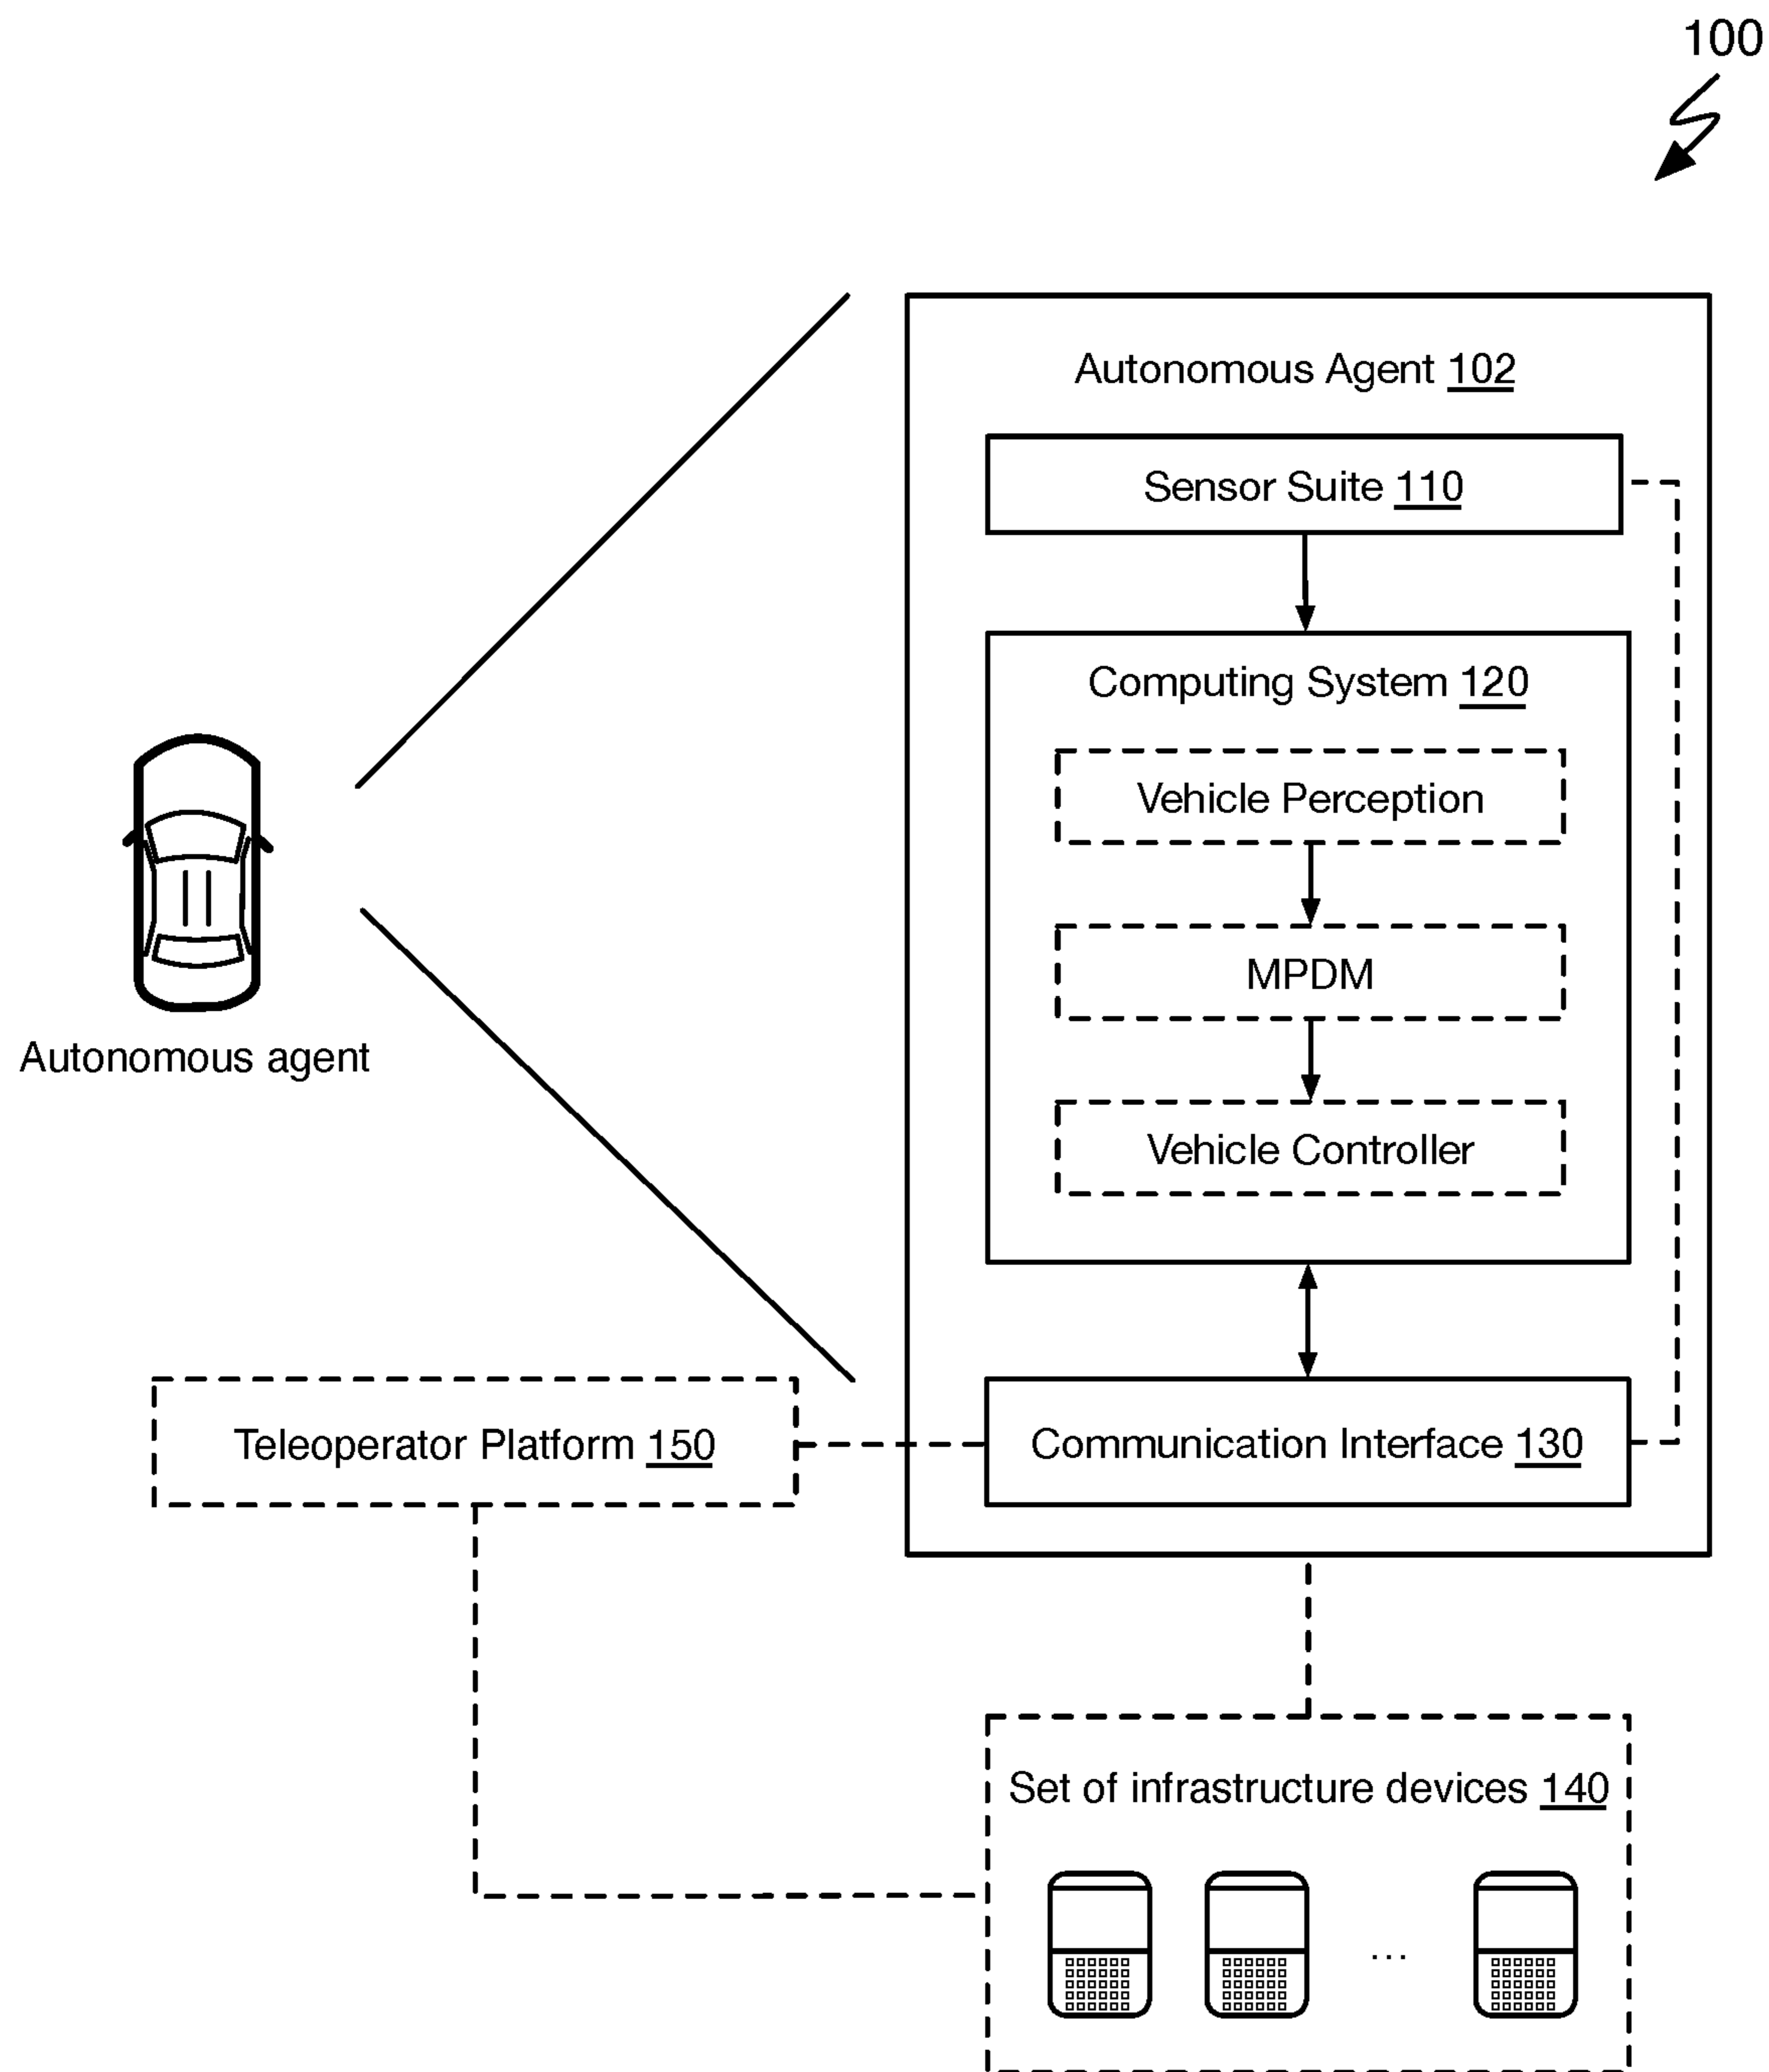 100
Autonomous Agent 102
Sensor Suite 110
Computing System 120
Vehicle Perception
MPDM
Vehicle Controller
Autonomous agent
Teleoperator Platform 150
Communication Interface 130
Set of infrastructure devices 140
...